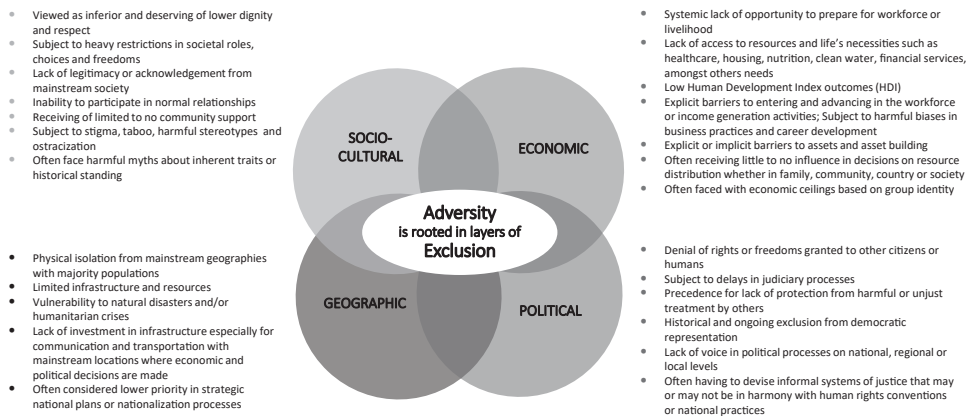 Viewed as inferior and deserving of lower dignity
and respect
Subject to heavy restrictions in societal roles,
choices and freedoms
Lack of legitimacy or acknowledgement from
mainstream society
Inability to participate in normal relationships
Receiving of limited to no community support
Subject to stigma, taboo, harmful stereotypes and
ostracization
Often face harmful myths about inherent traits or
historical standing
Systemic lack of opportunity to prepare for workforce or
livelihood
Lack of access to resources and life's necessities such as
healthcare, housing, nutrition, clean water, financial services,
amongst others needs
Low Human Development Index outcomes (HDI)
Explicit barriers to entering and advancing in the workforce
or income generation activities; Subject to harmful biases in
business practices and career development
Explicit or implicit barriers to assets and asset building
Often receiving little to no influence in decisions on resource
distribution whether in family, community, country or society
Often faced with economic ceilings based on group identity
SOCIO-
CULTURAL
ECONOMIC
Adversity
is rooted in layers of
Exclusion
GEOGRAPHIC
POLITICAL
Physical isolation from mainstream geographies
with majority populations
Limited infrastructure and resources
Vulnerability to natural disasters and/or
humanitarian crises
Lack of investment in infrastructure especially for
communication and transportation with
mainstream locations where economic and
political decisions are made
Often considered lower priority in strategic
national plans or nationalization processes
Denial of rights or freedoms granted to other citizens or
humans
Subject to delays in judiciary processes
Precedence for lack of protection from harmful or unjust
treatment by others
Historical and ongoing exclusion from democratic
representation
Lack of voice in political processes on national, regional or
local levels
Often having to devise informal systems of justice that may
or may not be in harmony with human rights conventions
or national practices